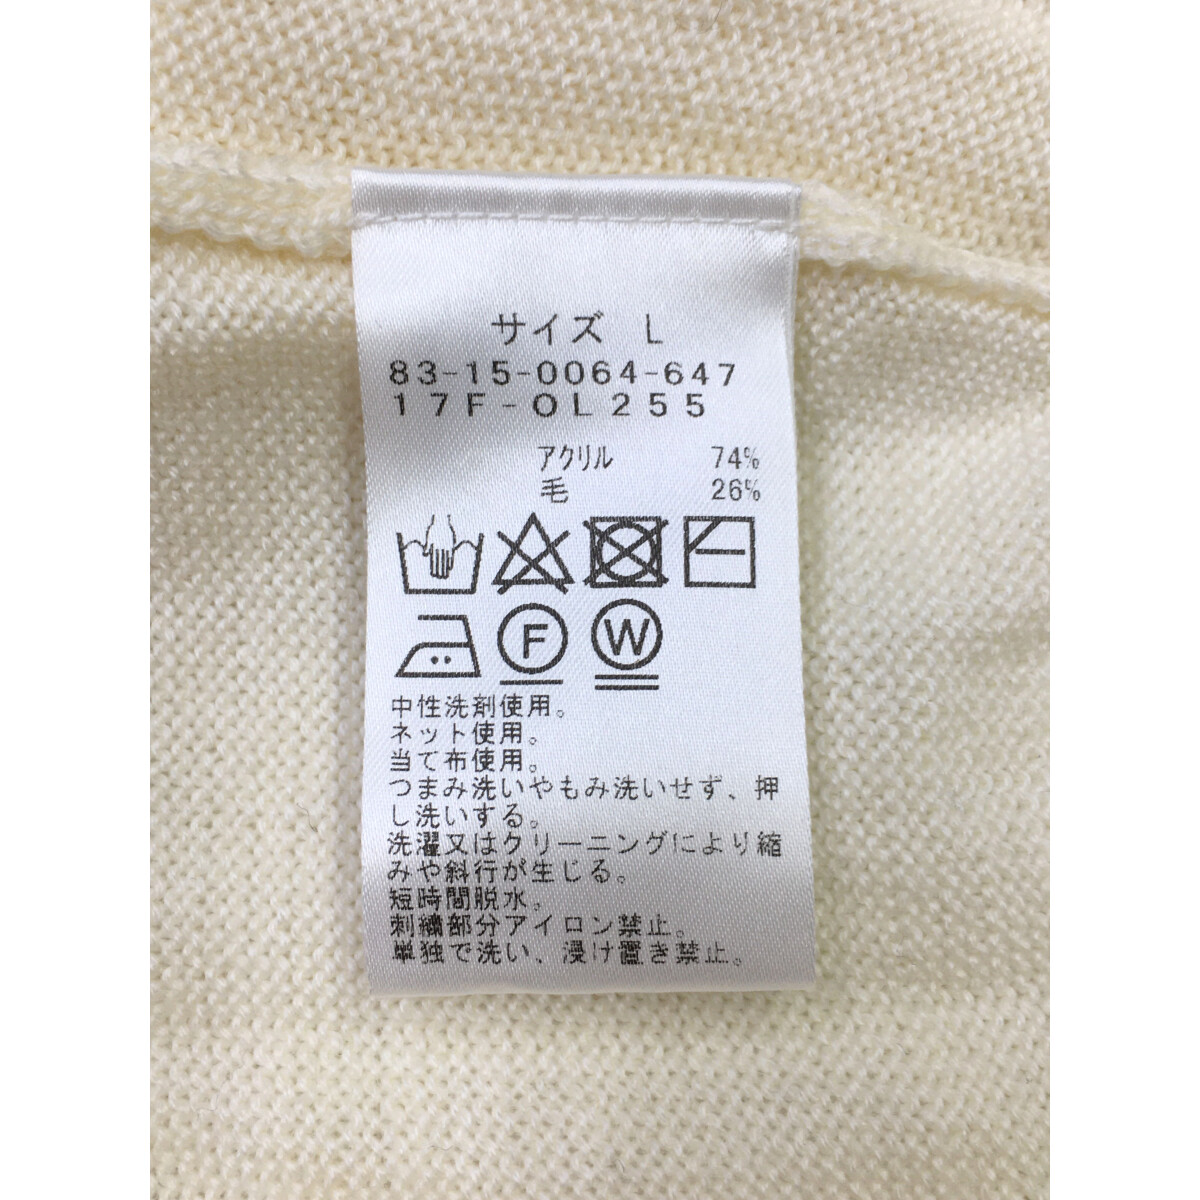 サイズ L
83-15-0064-647
17F-OL255
アクリル 74%
毛 26%
F W
中性洗剤使用。
ネット使用。
当て布使用。
つまみ洗いやもみ洗いせず、押
し洗いする。
洗濯又はクリーニングにより縮
みや斜行が生じる。
短時間脱水。
刺繍部分アイロン禁止。
単独で洗い、浸け置き禁止。